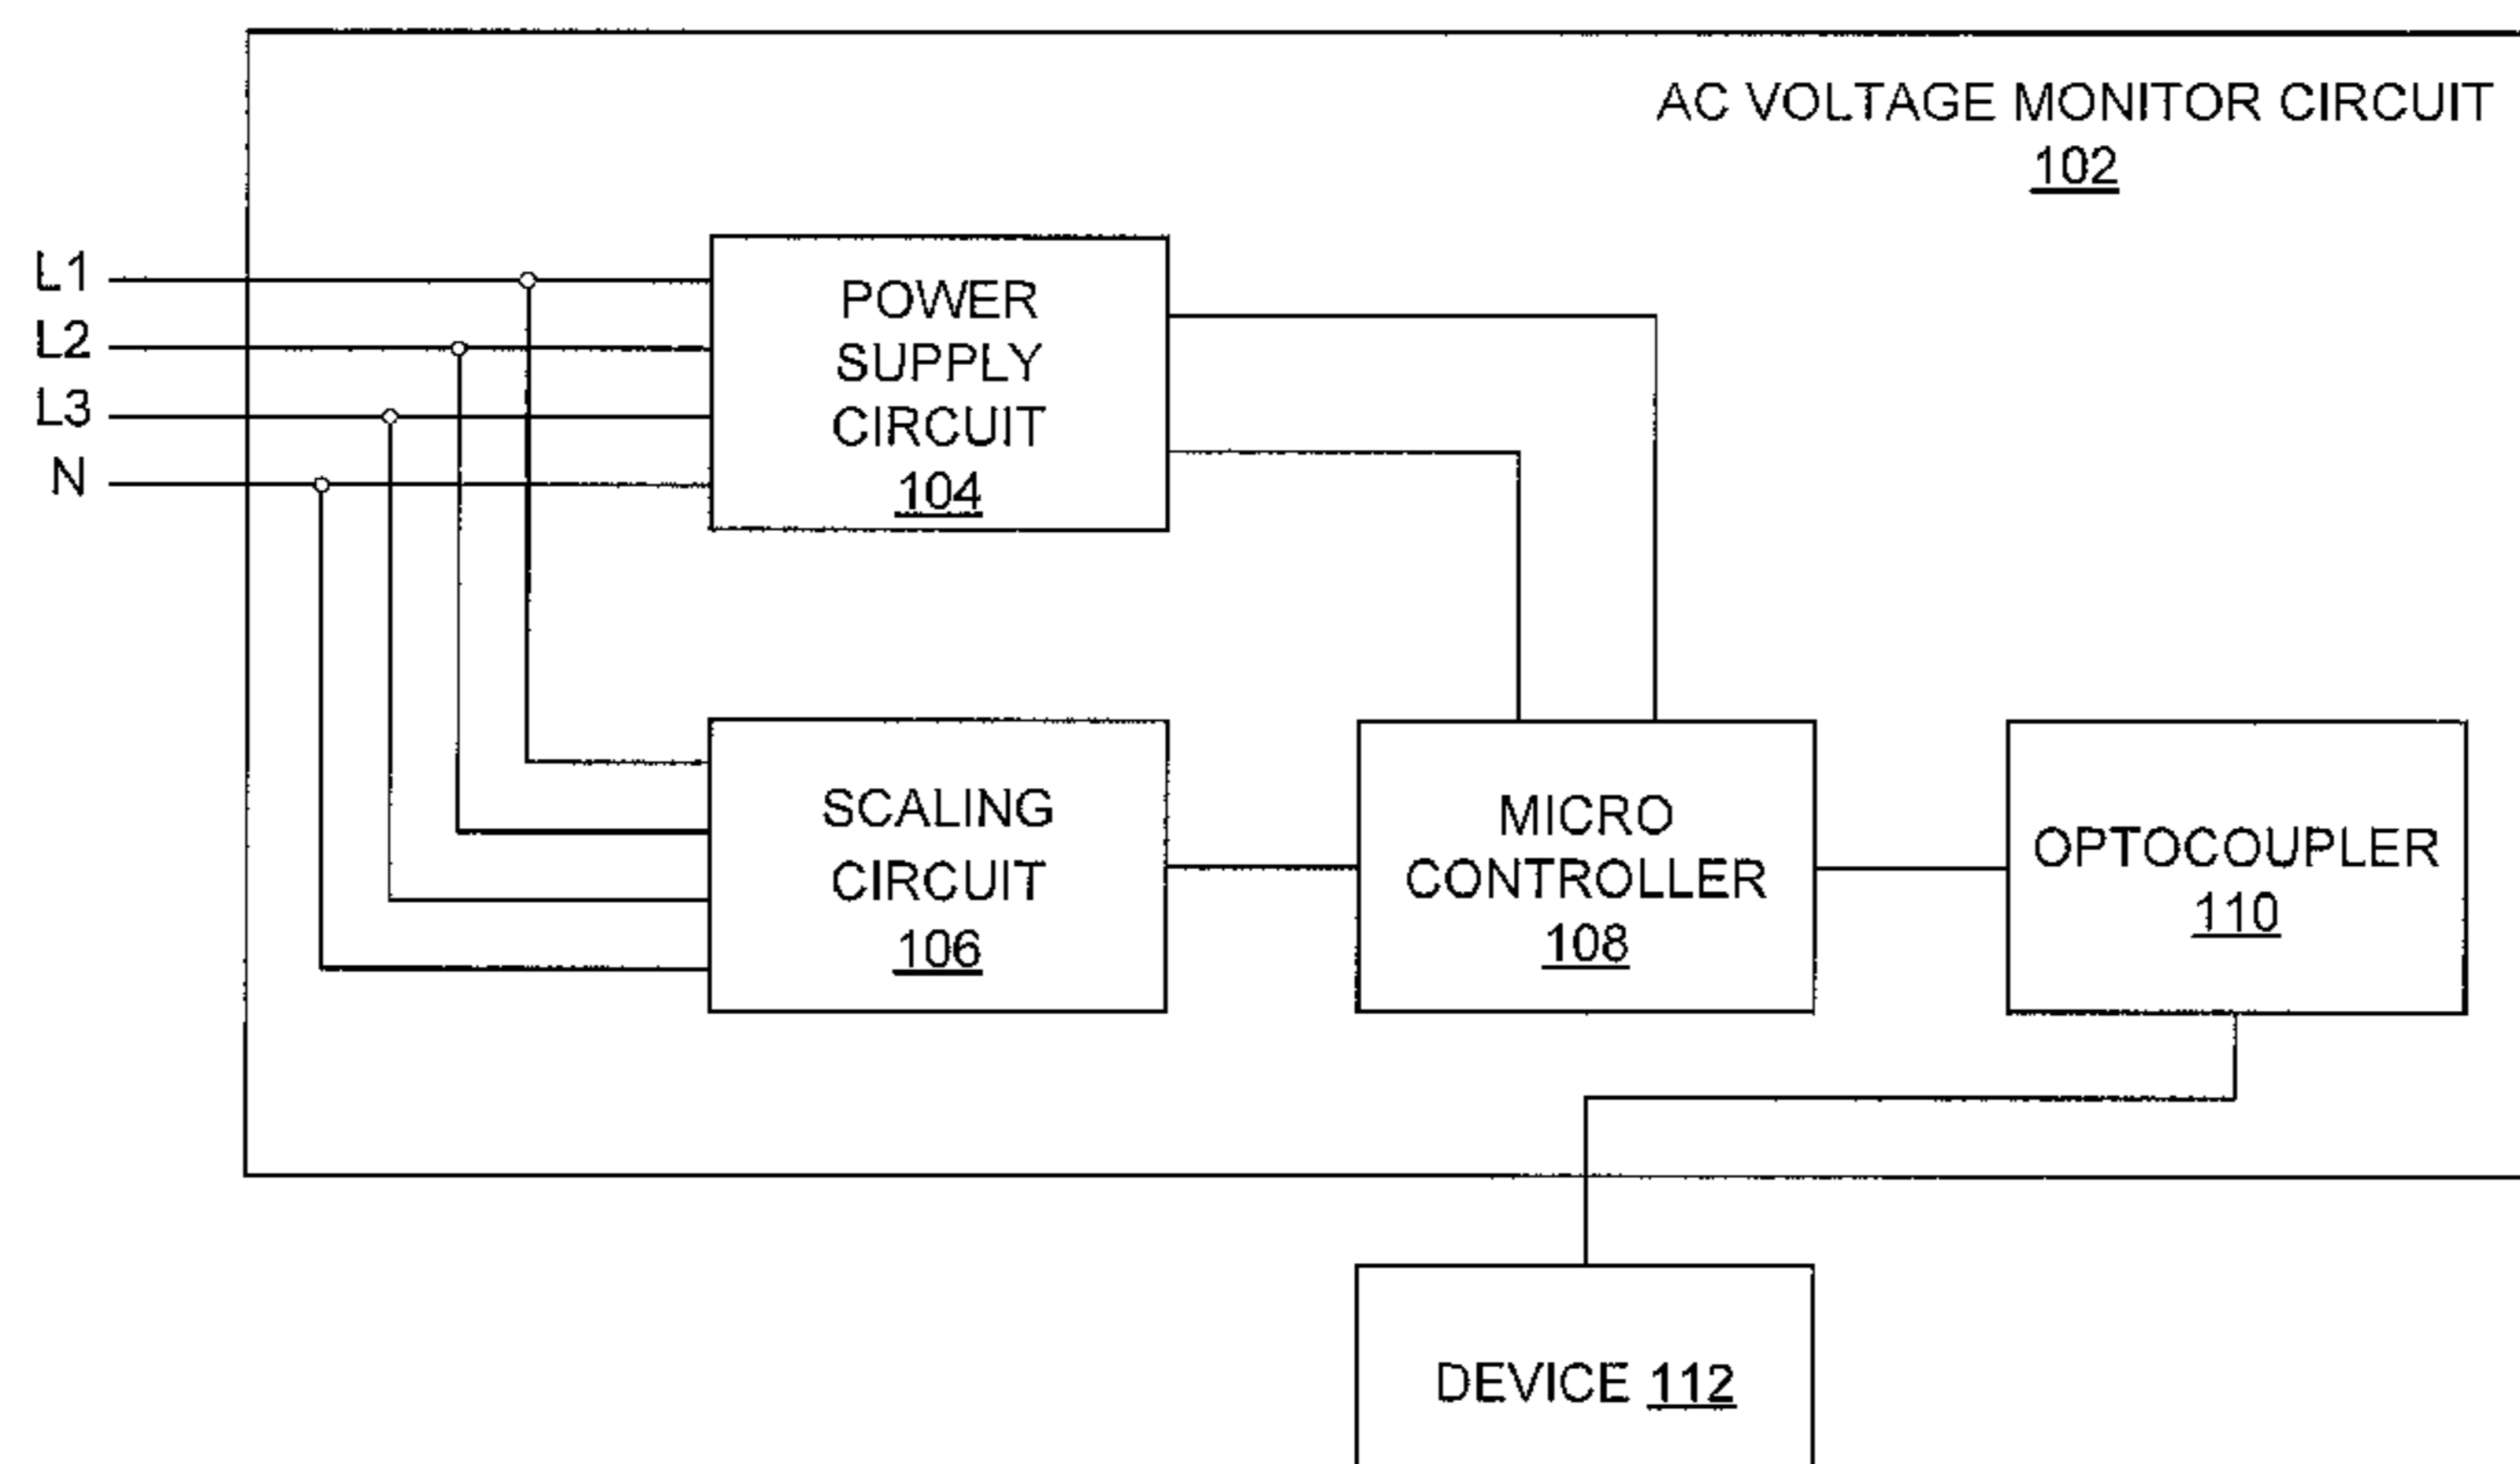 AC VOLTAGE MONITOR CIRCUIT
102
L1
L2
L3
N
POWER
SUPPLY
CIRCUIT
104
SCALING
CIRCUIT
106
MICRO
CONTROLLER
108
OPTOCOUPLER
110
DEVICE 112